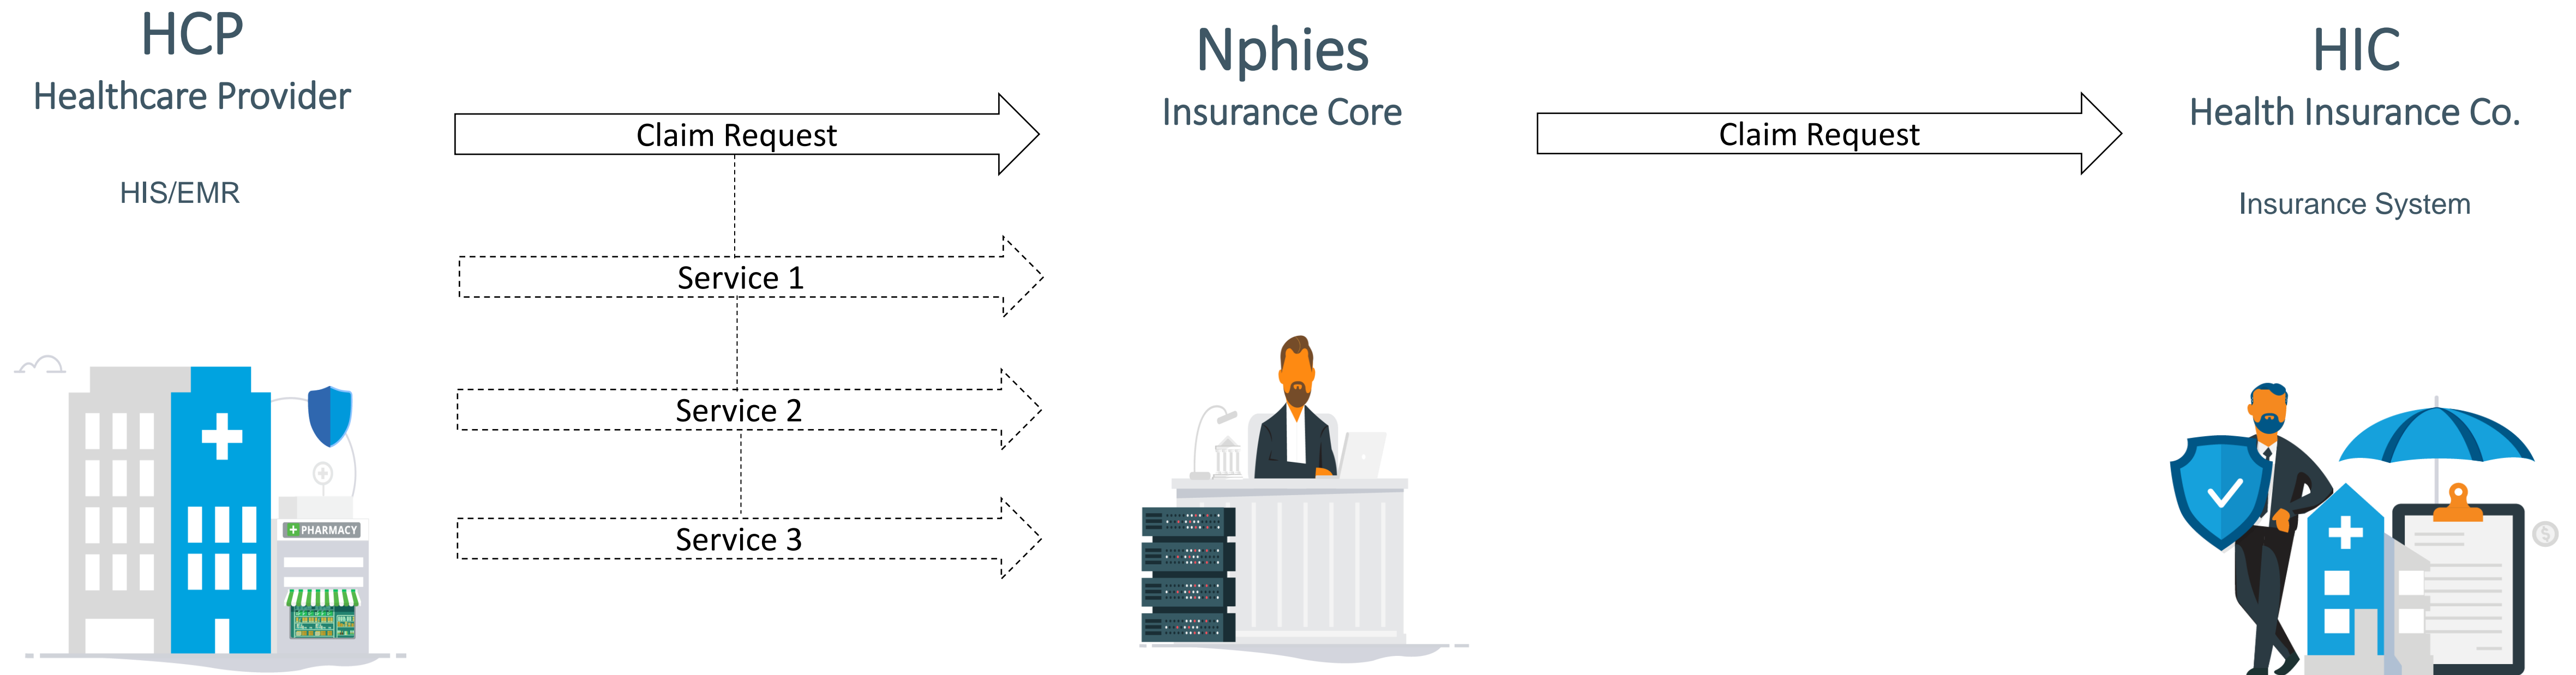 HCP
Healthcare Provider
HIS/EMR
Claim Request
Service 1
Service 2
Service 3
PHARMACY
Nphies
Insurance Core
Claim Request
HIC
Health Insurance Co.
Insurance System
$